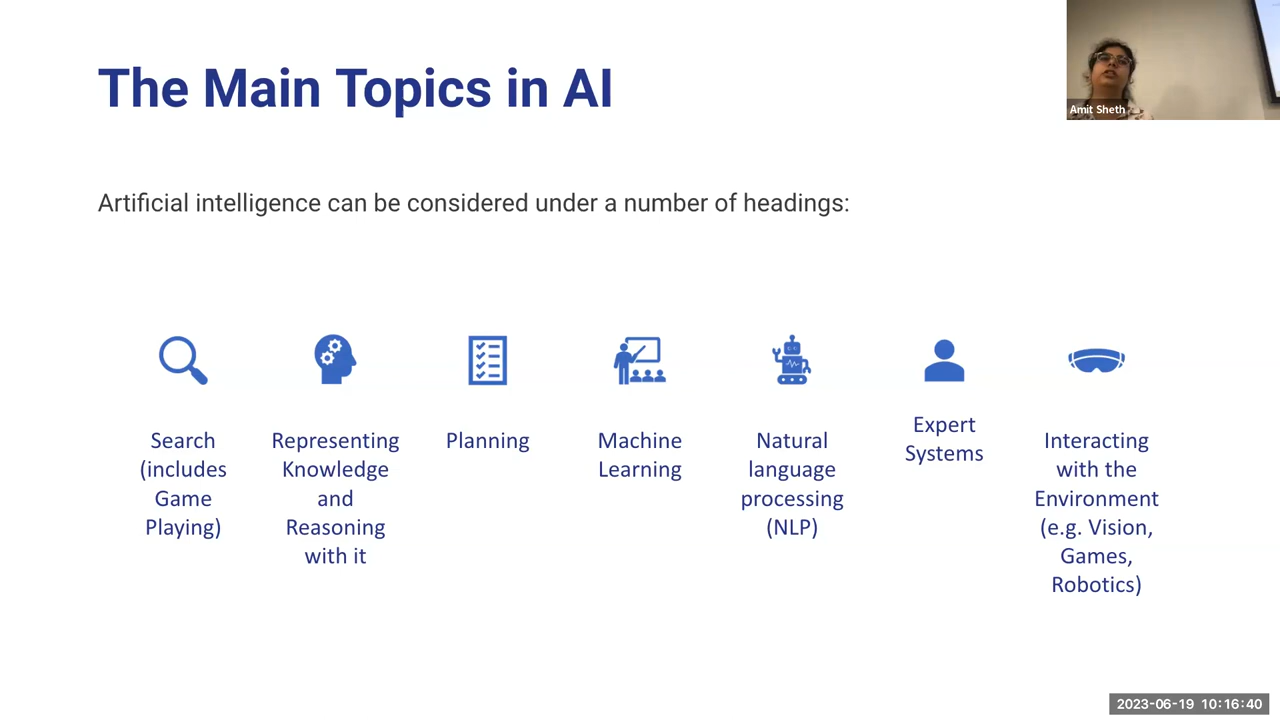 The Main Topics in AI
Amit Sheth
Artificial intelligence can be considered under a number of headings:
Search
(includes
Game
Playing)
Representing
Knowledge
and
Reasoning
with it
Planning
Machine
Learning
Natural
language
processing
(NLP)
Expert
Systems
Interacting
with the
Environment
(e.g. Vision,
Games,
Robotics)
2023-06-19 10:16:40